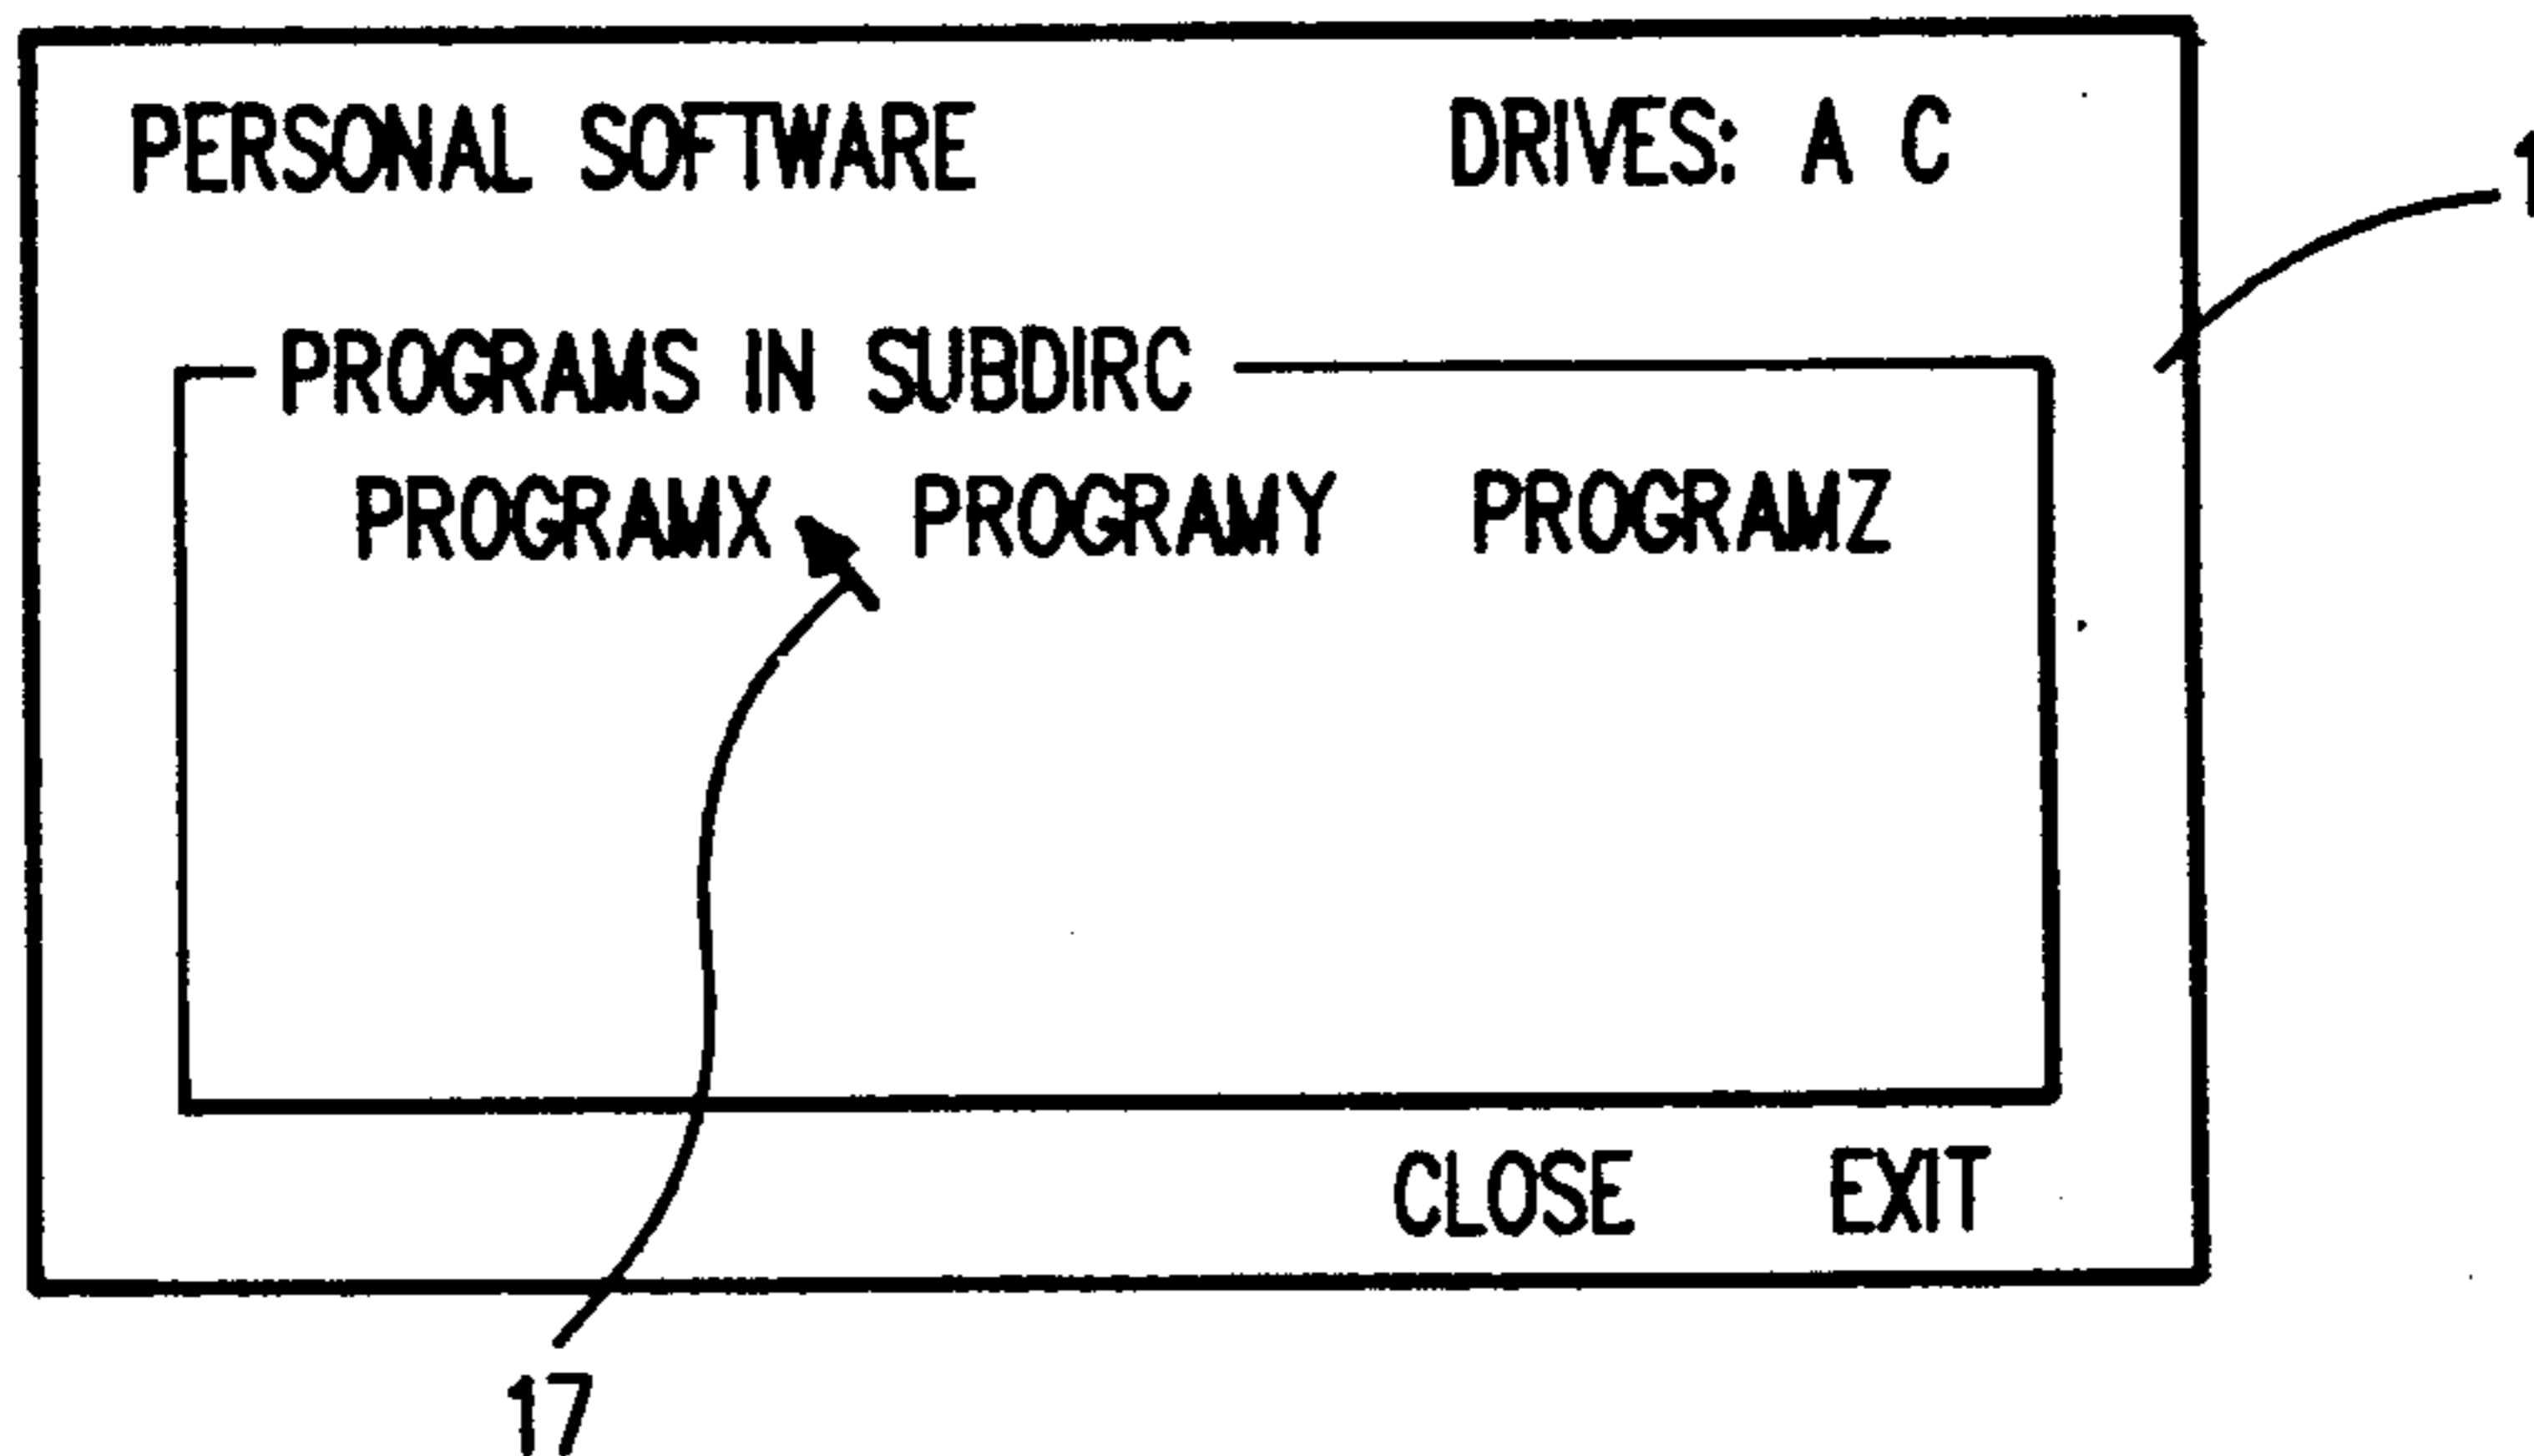 PERSONAL SOFTWARE DRIVES: A C
PROGRAMS IN SUBDIRC
PROGRAMX PROGRAMY PROGRAMZ
CLOSE EXIT
17